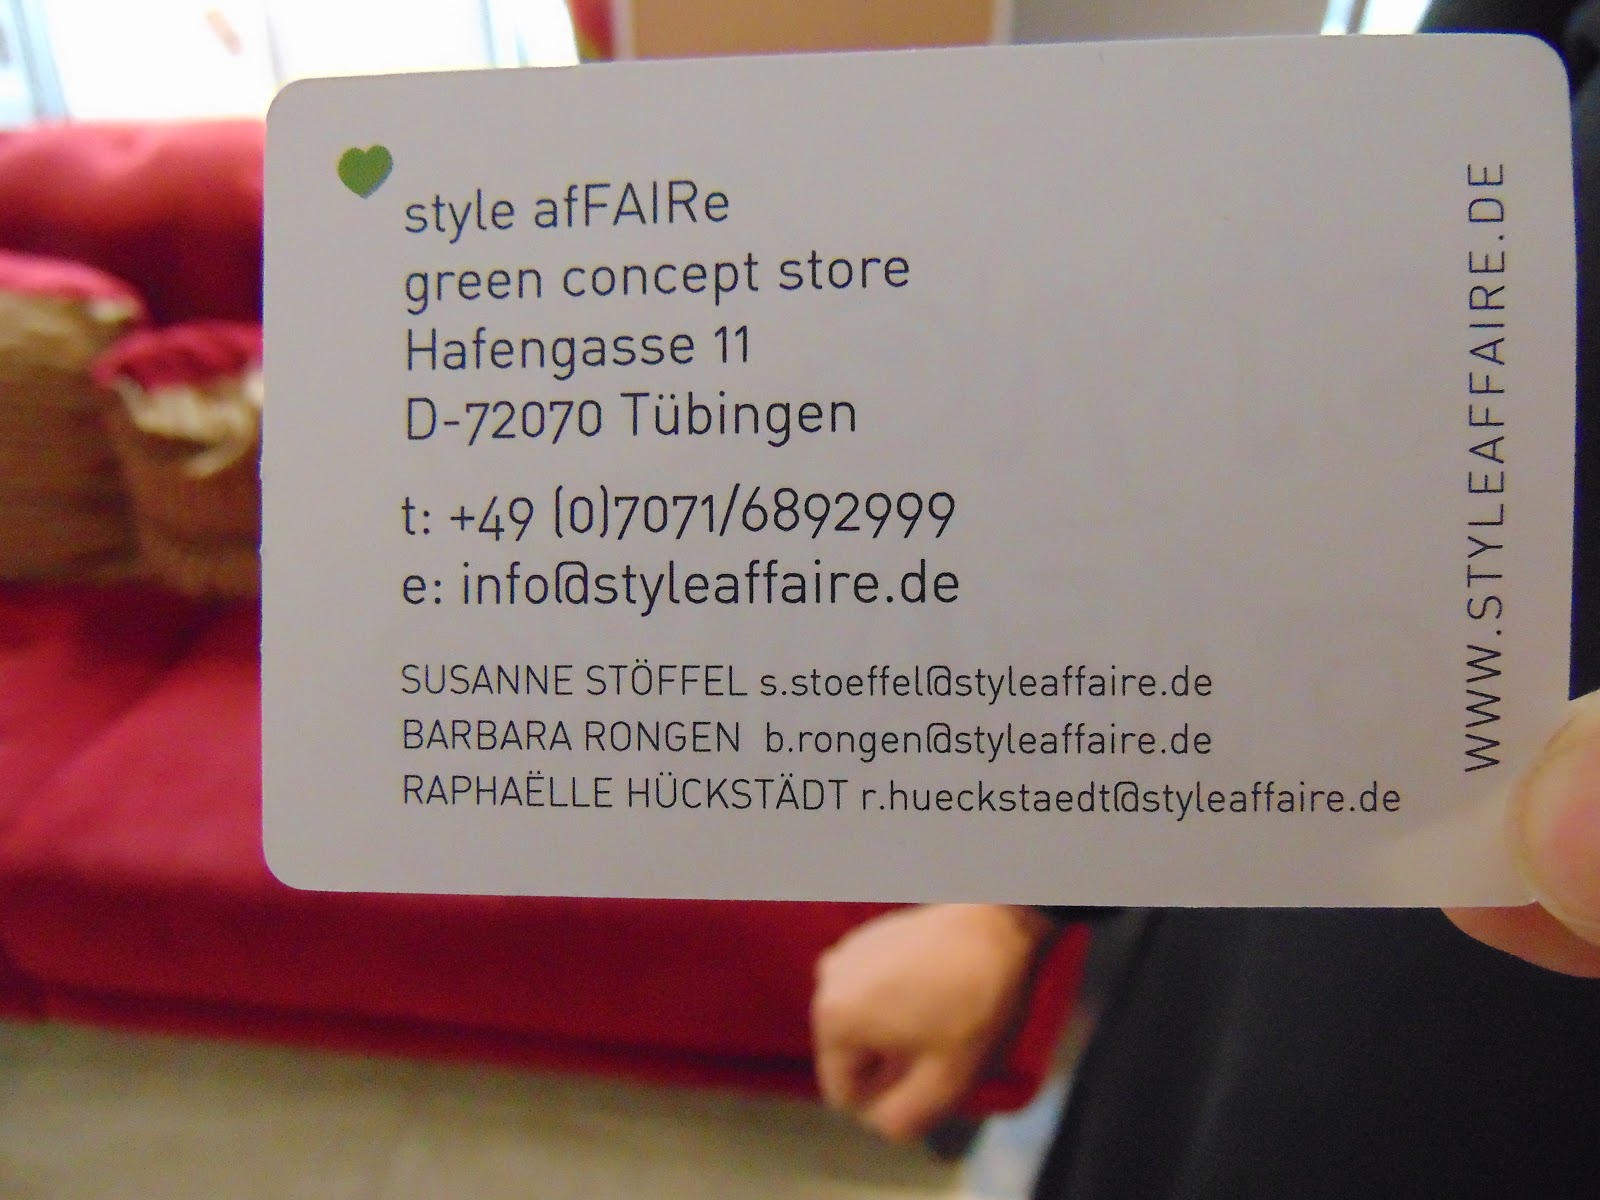 style afFAIRe
green concept store
Hafengasse 11
D-72070 Tübingen
t: +49 (0)7071/6892999
e: info@styleaffaire.de
SUSANNE STÖFFEL s.stoeffel@styleaffaire.de
BARBARA RONGEN b.rongen@styleaffaire.de
RAPHAËLLE HÜCKSTÄDT r.hueckstaedt@styleaffaire.de
WWW.STYLEAFFAIRE.DE